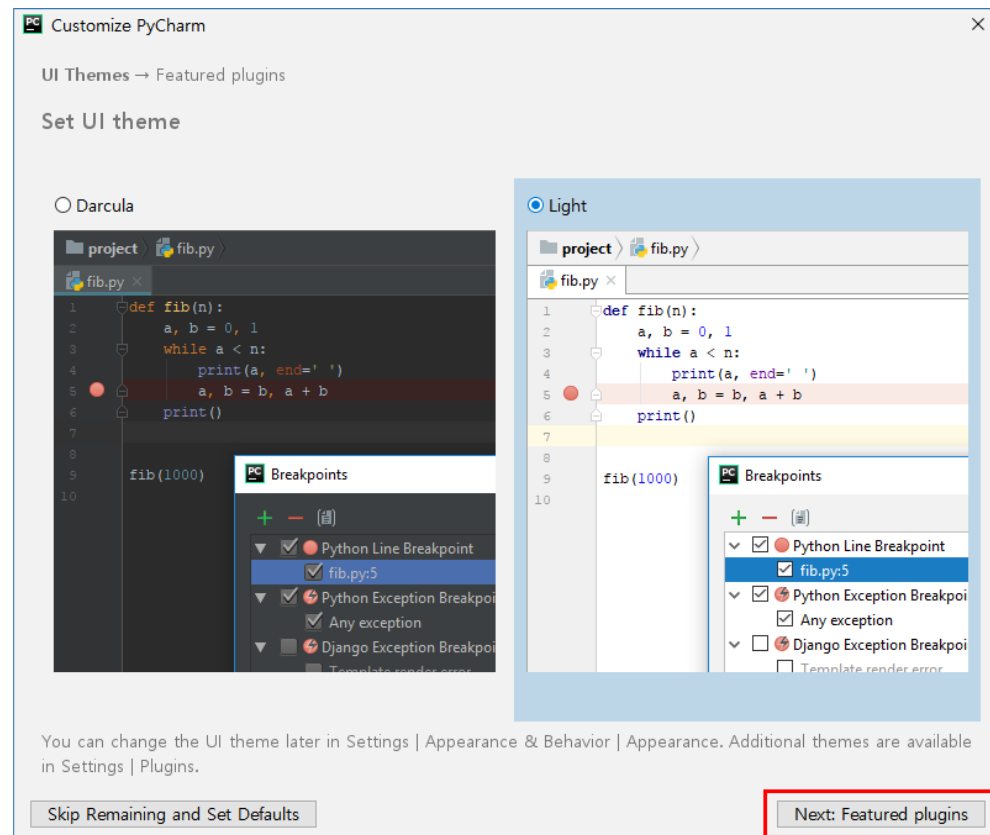 Customize PyCharm
UI Themes → Featured plugins
Set UI theme
Darcula
project fib.py
fib.py
1 def fib(n):
2 a, b = 0, 1
3 while a < n:
4 print(a, end=' ')
5 a, b = b, a + b
6 print()
7
8
9 fib(1000)
10
PC Breakpoints
Python Line Breakpoint
fib.py:5
Python Exception Breakpoi
Any exception
Django Exception Breakpoi
Template render error
Light
project fib.py
fib.py
1 def fib(n):
2 a, b = 0, 1
3 while a < n:
4 print(a, end=' ')
5 a, b = b, a + b
6 print()
7
8
9 fib(1000)
10
PC Breakpoints
Python Line Breakpoint
fib.py:5
Python Exception Breakpoi
Any exception
Django Exception Breakpoi
Template render error
You can change the UI theme later in Settings | Appearance & Behavior | Appearance. Additional themes are available
in Settings | Plugins.
Skip Remaining and Set Defaults
Next: Featured plugins